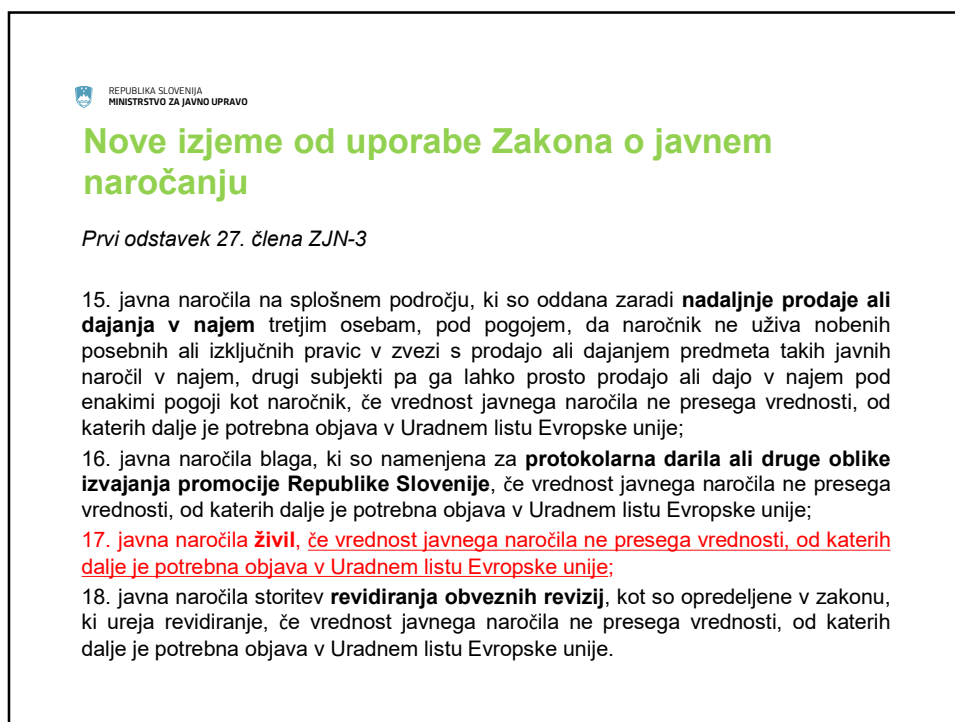 REPUBLIKA SLOVENIJA
MINISTRSTVO ZA JAVNO UPRAVO
Nove izjeme od uporabe Zakona o javnem
naročanju
Prvi odstavek 27. člena ZJN-3
15. javna naročila na splošnem področju, ki so oddana zaradi nadaljnje prodaje ali
dajanja v najem tretjim osebam, pod pogojem, da naročnik ne uživa nobenih
posebnih ali izključnih pravic v zvezi s prodajo ali dajanjem predmeta takih javnih
naročil v najem, drugi subjekti pa ga lahko prosto prodajo ali dajo v najem pod
enakimi pogoji kot naročnik, če vrednost javnega naročila ne presega vrednosti, od
katerih dalje je potrebna objava v Uradnem listu Evropske unije;
16. javna naročila blaga, ki so namenjena za protokolarna darila ali druge oblike
izvajanja promocije Republike Slovenije, če vrednost javnega naročila ne presega
vrednosti, od katerih dalje je potrebna objava v Uradnem listu Evropske unije;
17. javna naročila živil, če vrednost javnega naročila ne presega vrednosti, od katerih
dalje je potrebna objava v Uradnem listu Evropske unije;
18. javna naročila storitev revidiranja obveznih revizij, kot so opredeljene v zakonu,
ki ureja revidiranje, če vrednost javnega naročila ne presega vrednosti, od katerih
dalje je potrebna objava v Uradnem listu Evropske unije.